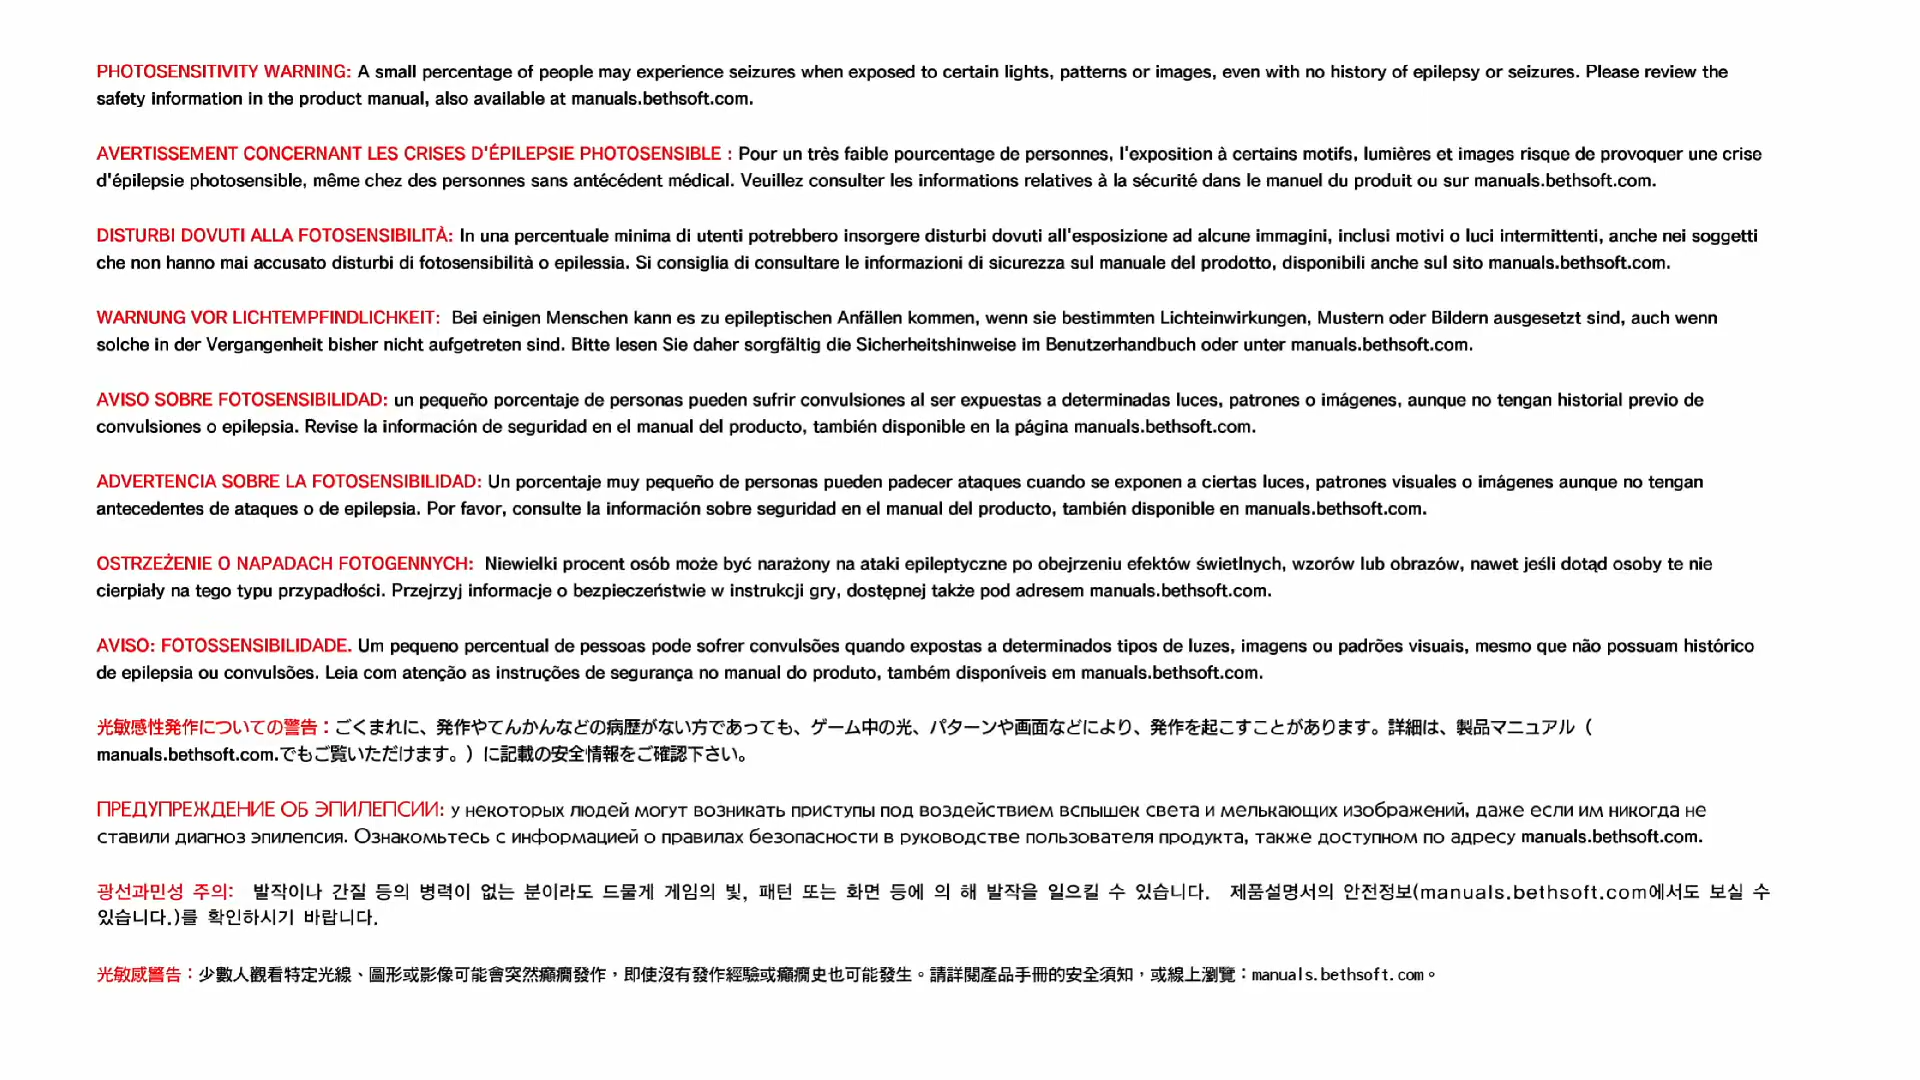 PHOTOSENSITIVITY WARNING: A small percentage of people may experience seizures when exposed to certain lights, patterns or images, even with no history of epilepsy or seizures. Please review the
safety information in the product manual, also available at manuals.bethsoft.com.
AVERTISSEMENT CONCERNANT LES CRISES D'ÉPILEPSIE PHOTOSENSIBLE : Pour un très faible pourcentage de personnes, l'exposition à certains motifs, lumières et images risque de provoquer une crise
d'épilepsie photosensible, même chez des personnes sans antécédent médical. Veuillez consulter les informations relatives à la sécurité dans le manuel du produit ou sur manuals.bethsoft.com.
DISTURBI DOVUTI ALLA FOTOSENSIBILITÀ: In una percentuale minima di utenti potrebbero insorgere disturbi dovuti all'esposizione ad alcune immagini, inclusi motivi o luci intermittenti, anche nei soggetti
che non hanno mai accusato disturbi di fotosensibilità o epilessia. Si consiglia di consultare le informazioni di sicurezza sul manuale del prodotto, disponibili anche sul sito manuals.bethsoft.com.
WARNUNG VOR LICHTEMPFINDLICHKEIT: Bei einigen Menschen kann es zu epileptischen Anfällen kommen, wenn sie bestimmten Lichteinwirkungen, Mustern oder Bildern ausgesetzt sind, auch wenn
solche in der Vergangenheit bisher nicht aufgetreten sind. Bitte lesen Sie daher sorgfältig die Sicherheitshinweise im Benutzerhandbuch oder unter manuals.bethsoft.com.
AVISO SOBRE FOTOSENSIBILIDAD: un pequeño porcentaje de personas pueden sufrir convulsiones al ser expuestas a determinadas luces, patrones o imágenes, aunque no tengan historial previo de
convulsiones o epilepsia. Revise la información de seguridad en el manual del producto, también disponible en la página manuals.bethsoft.com.
ADVERTENCIA SOBRE LA FOTOSENSIBILIDAD: Un porcentaje muy pequeño de personas pueden padecer ataques cuando se exponen a ciertas luces, patrones visuales o imágenes aunque no tengan
antecedentes de ataques o de epilepsia. Por favor, consulte la información sobre seguridad en el manual del producto, también disponible en manuals.bethsoft.com.
OSTRZEŻENIE O NAPADACH FOTOGENNYCH: Niewielki procent osób może być narażony na ataki epileptyczne po obejrzeniu efektów świetlnych, wzorów lub obrazów, nawet jeśli dotąd osoby te nie
cierpiały na tego typu przypadłości. Przejrzyj informacje o bezpieczeństwie w instrukcji gry, dostępnej także pod adresem manuals.bethsoft.com.
AVISO: FOTOSSENSIBILIDADE. Um pequeno percentual de pessoas pode sofrer convulsões quando expostas a determinados tipos de luzes, imagens ou padrões visuais, mesmo que não possuam histórico
de epilepsia ou convulsões. Leia com atenção as instruções de segurança no manual do produto, também disponíveis em manuals.bethsoft.com.
光敏感性発作についての警告：ごくまれに、発作やてんかんなどの病歴がない方であっても、ゲーム中の光、パターンや画面などにより、発作を起こすことがあります。詳細は、製品マニュアル（
manuals.bethsoft.com.でもご覧いただけます。）に記載の安全情報をご確認下さい。
ПРЕДУПРЕЖДЕНИЕ ОБ ЭПИЛЕПСИИ: у некоторых людей могут возникать приступы под воздействием вспышек света и мелькающих изображений, даже если им никогда не
ставили диагноз эпилепсия. Ознакомьтесь с информацией о правилах безопасности в руководстве пользователя продукта, также доступном по адресу manuals.bethsoft.com.
광선과민성 주의: 발작이나 간질 등의 병력이 없는 분이라도 드물게 게임의 빛, 패턴 또는 화면 등에 의 해 발작을 일으킬 수 있습니다. 제품설명서의 안전정보(manuals.bethsoft.com에서도 보실 수
있습니다.)를 확인하시기 바랍니다.
光敏感警告：少數人觀看特定光線、圖形或影像可能會突然癲癇發作，即使沒有發作經驗或癲癇史也可能發生。請詳閱產品手冊的安全須知，或線上瀏覽：manuals.bethsoft.com。